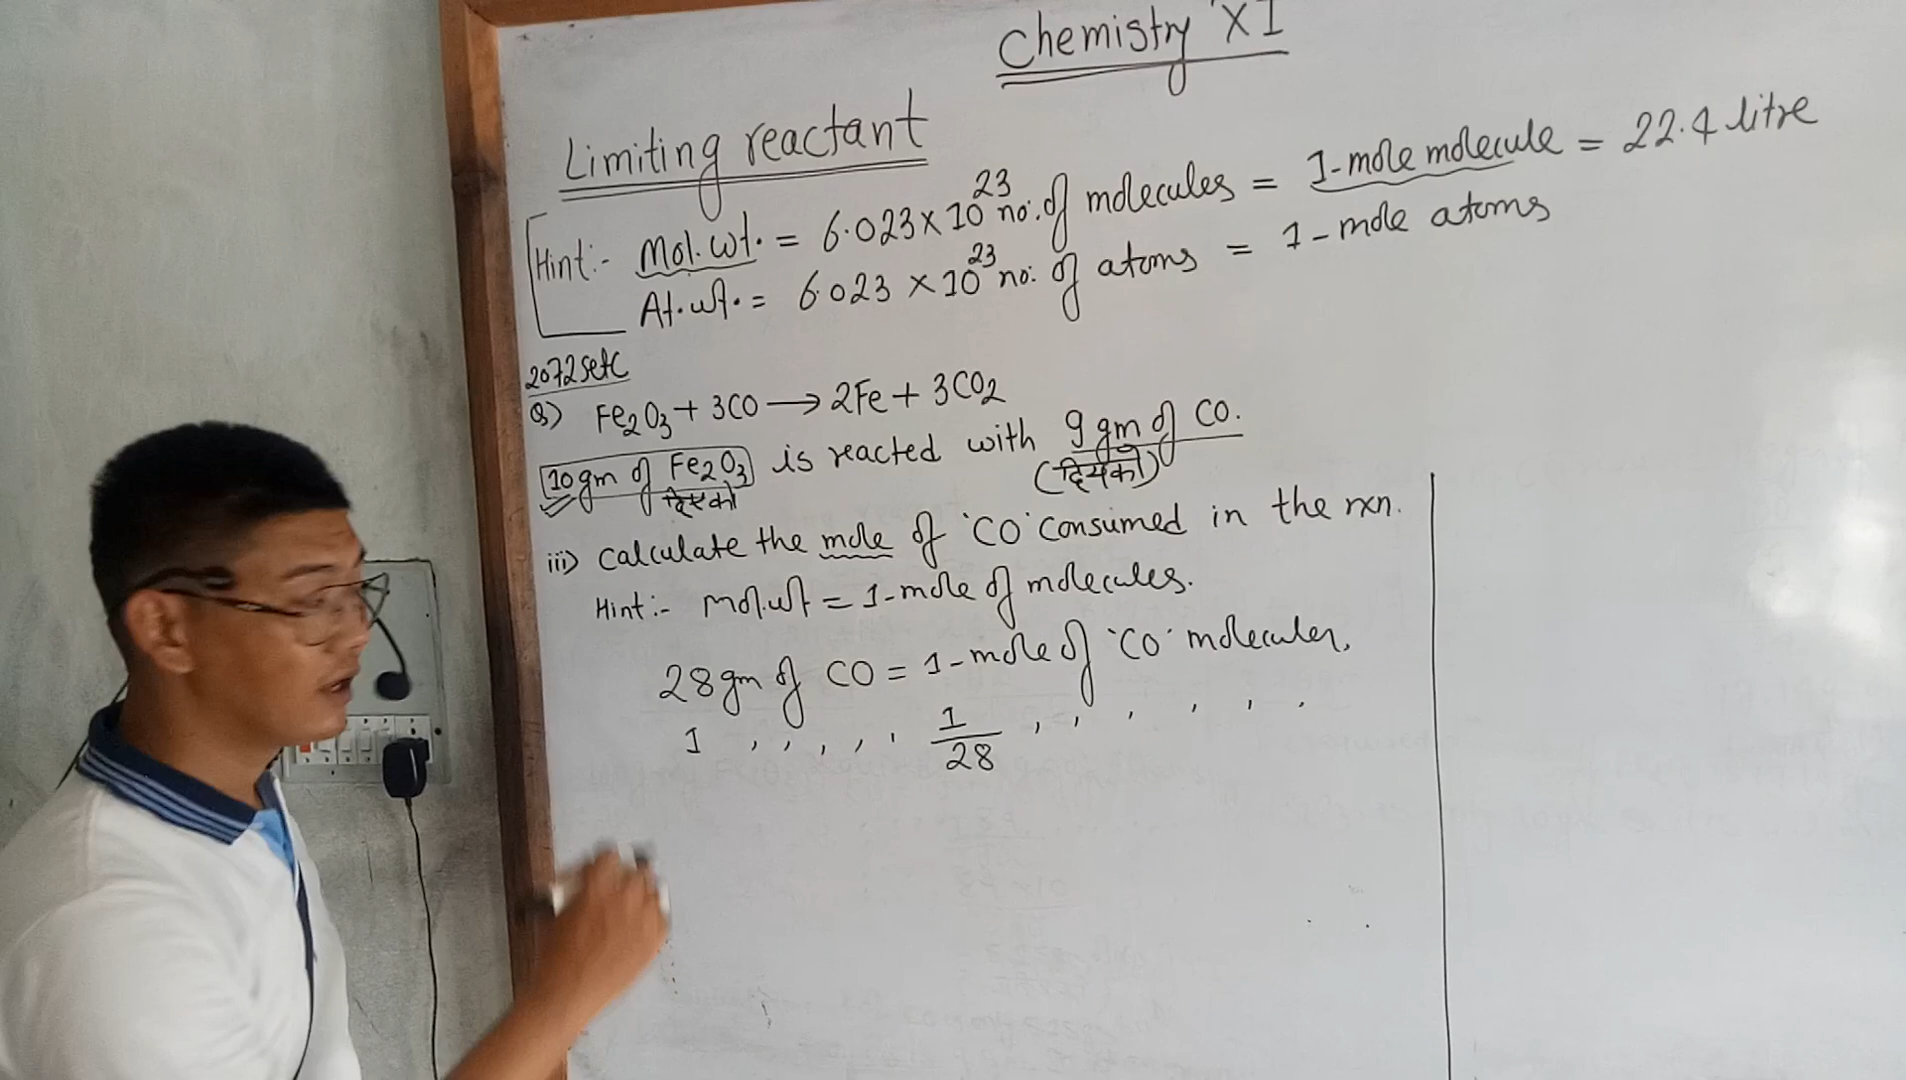 Chemistry XI
Limiting reactant
Hint:- Mol. wt. = 6.023 x 10²³ no. of molecules = 1-mole molecule = 22.4 litre
At. wt. = 6.023 x 10²³ no. of atoms = 1-mole atoms
2072 set C
Q) Fe₂O₃ + 3CO → 2Fe + 3CO₂
10 gm of Fe₂O₃ is reacted with 9 gm of CO.
(दियको)
iii) Calculate the mole of 'CO' consumed in the rxn.
Hint:- mol.wt = 1-mole of molecules.
28 gm of CO = 1-mole of 'CO' molecules,
1 , , , , , 1/28 , , , , , ,